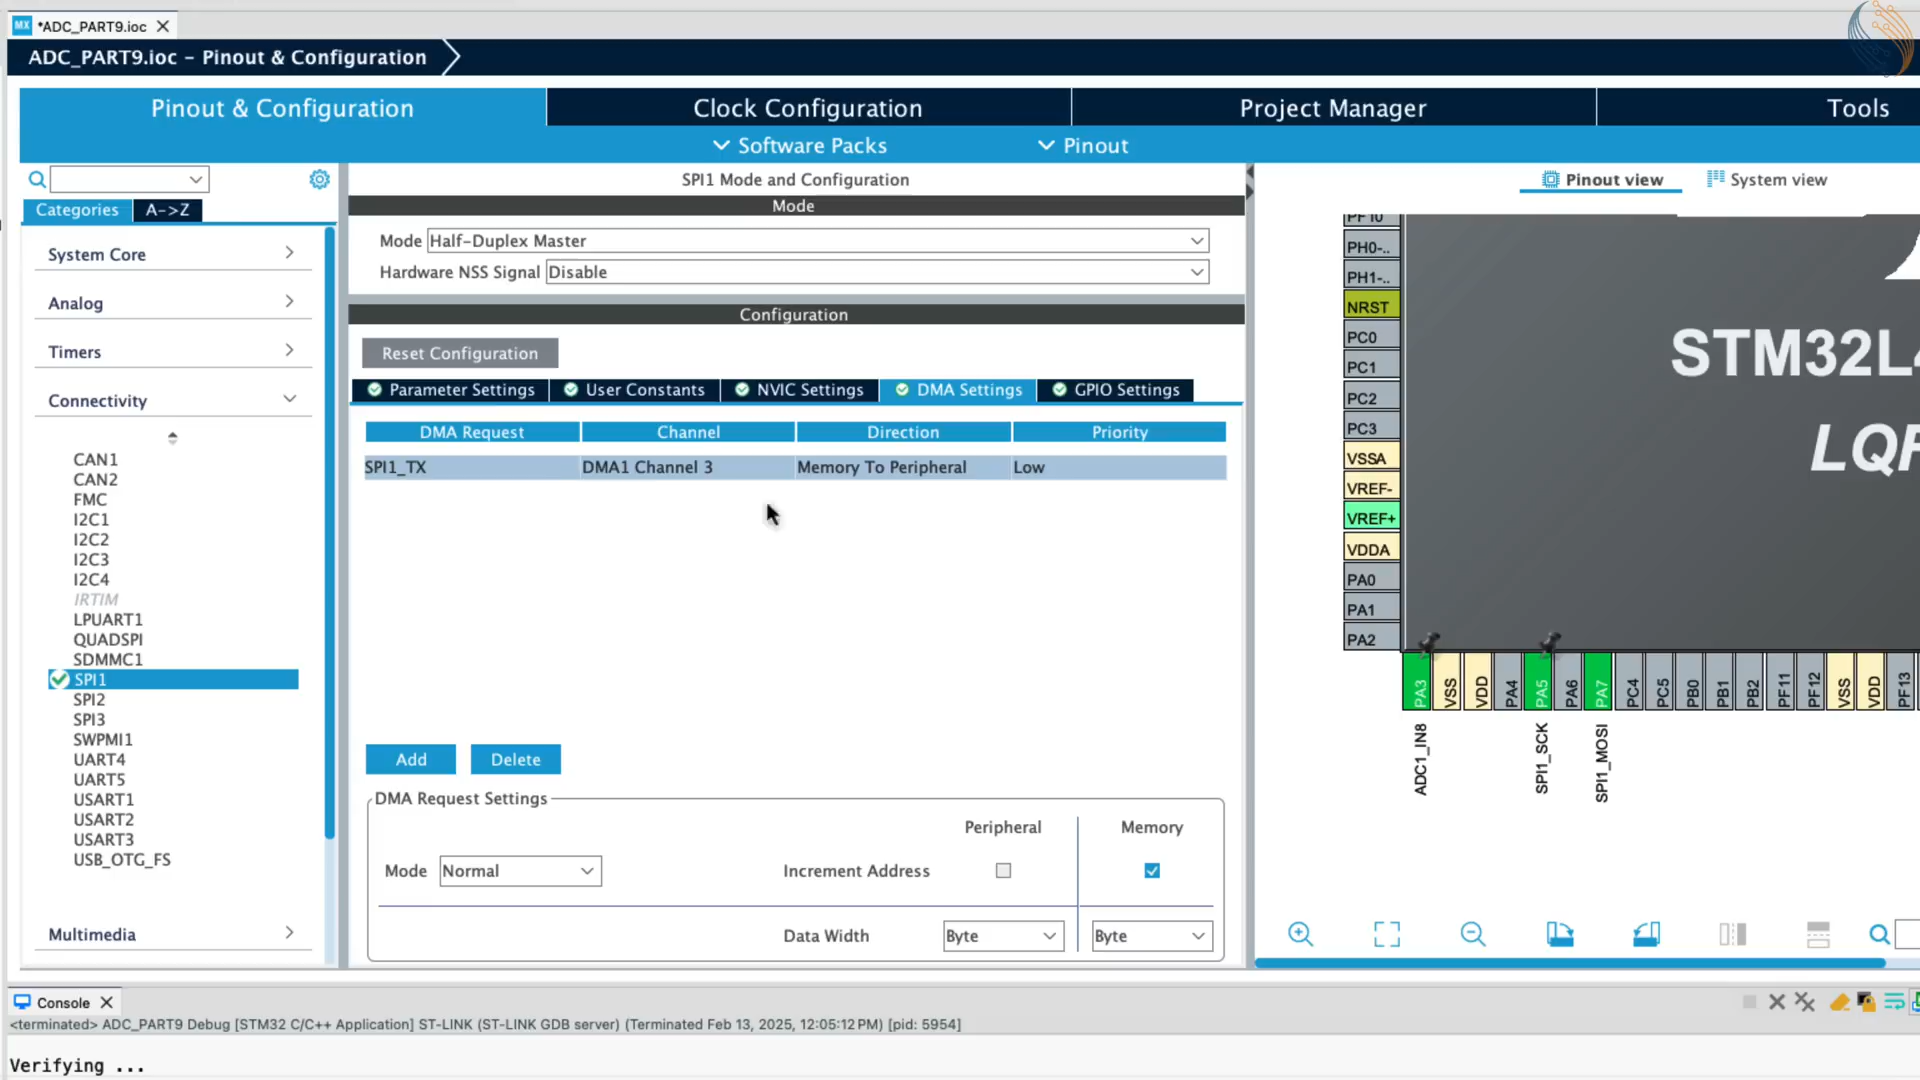 MX *ADC_PART9.ioc
ADC_PART9.ioc - Pinout & Configuration
Pinout & Configuration
Clock Configuration
Project Manager
Tools
Software Packs
Pinout
Categories
A->Z
System Core
Analog
Timers
Connectivity
CAN1
CAN2
FMC
I2C1
I2C2
I2C3
I2C4
IRTIM
LPUART1
QUADSPI
SDMMC1
SPI1
SPI2
SPI3
SWPMI1
UART4
UART5
USART1
USART2
USART3
USB_OTG_FS
Multimedia
SPI1 Mode and Configuration
Mode
Mode Half-Duplex Master
Hardware NSS Signal Disable
Configuration
Reset Configuration
Parameter Settings
User Constants
NVIC Settings
DMA Settings
GPIO Settings
DMA Request Channel Direction Priority
SPI1_TX DMA1 Channel 3 Memory To Peripheral Low
Add
Delete
DMA Request Settings
Peripheral Memory
Mode Normal
Increment Address
Data Width Byte Byte
Pinout view
System view
PF10
PH0-..
PH1-..
NRST
PC0
PC1
PC2
PC3
VSSA
VREF-
VREF+
VDDA
PA0
PA1
PA2
STM32L4
LQF
PA3
VSS
VDD
PA4
PA5
PA6
PA7
PC4
PC5
PB0
PB1
PB2
PF11
PF12
VSS
VDD
PF13
ADC1_IN8
SPI1_SCK
SPI1_MOSI
Console
<terminated> ADC_PART9 Debug [STM32 C/C++ Application] ST-LINK (ST-LINK GDB server) (Terminated Feb 13, 2025, 12:05:12 PM) [pid: 5954]
Verifying ...